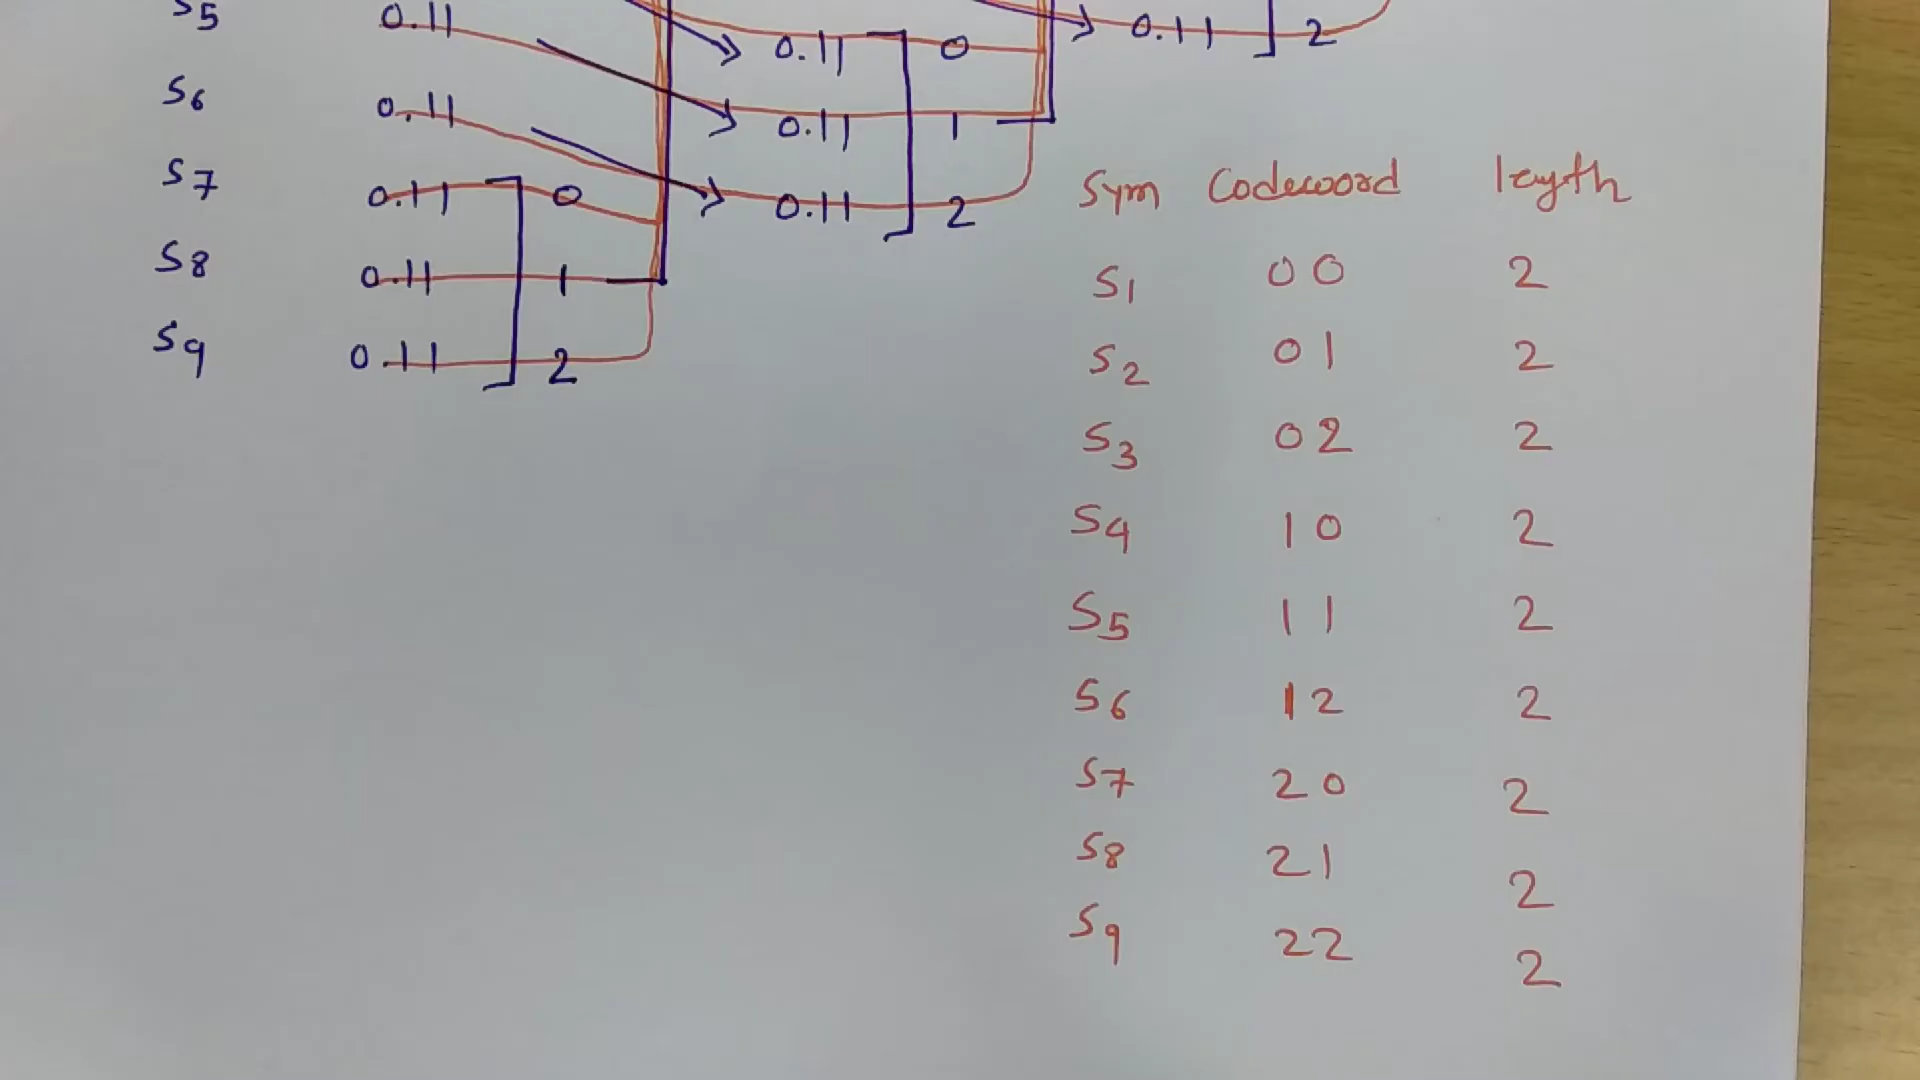 S5 0.11 0.11 0 0.11 2
S6 0.11 0.11 1
S7 0.11 0 0.11 2
S8 0.11 1
S9 0.11 2
Sym Codewoord length
S1 00 2
S2 01 2
S3 02 2
S4 10 2
S5 11 2
S6 12 2
S7 20 2
S8 21 2
S9 22 2